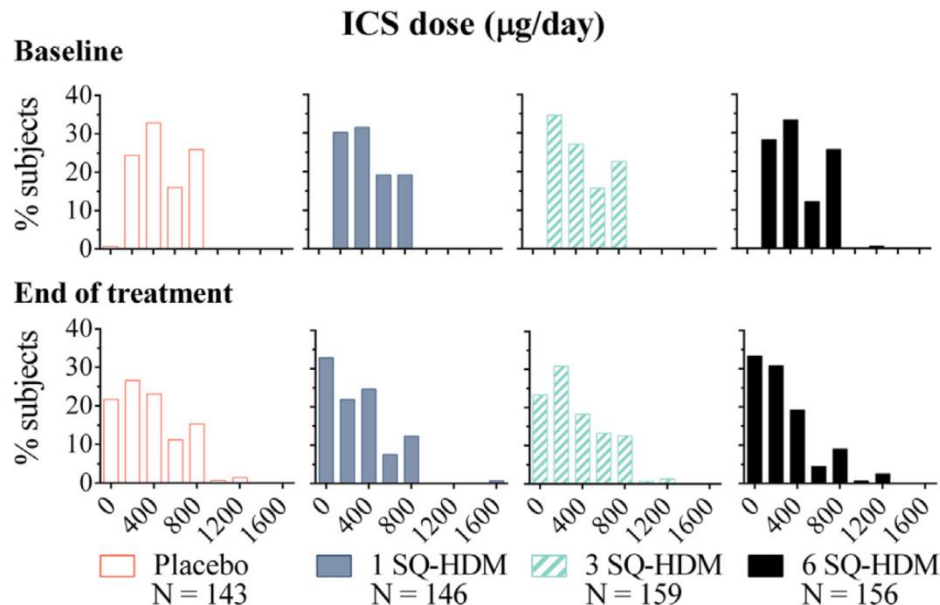 ICS dose (µg/day)
Baseline
% subjects
40
30
20
10
0
End of treatment
% subjects
40
30
20
10
0
0 400 800 1200 1600 0 400 800 1200 1600 0 400 800 1200 1600 0 400 800 1200 1600
Placebo 1 SQ-HDM 3 SQ-HDM 6 SQ-HDM
N = 143 N = 146 N = 159 N = 156